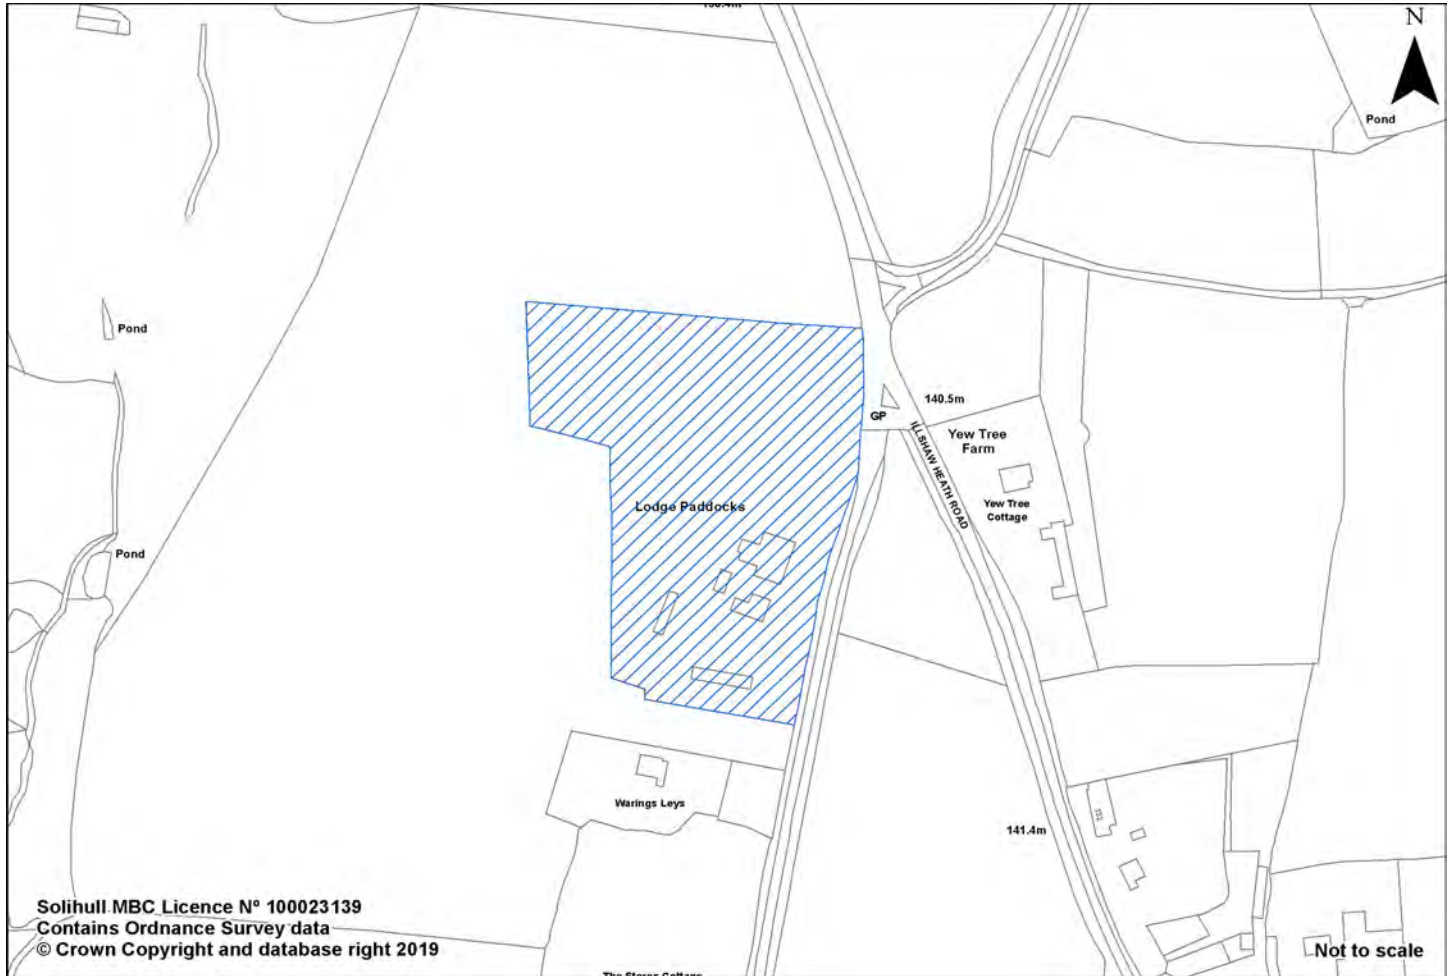 N
Pond
Pond
140.5m
GP
ILLSHAW HEATH ROAD
Yew Tree
Farm
Lodge Paddocks
Yew Tree
Cottage
Pond
Warings Leys
141.4m
Solihull MBC Licence Nº 100023139
Contains Ordnance Survey data
© Crown Copyright and database right 2019
Not to scale